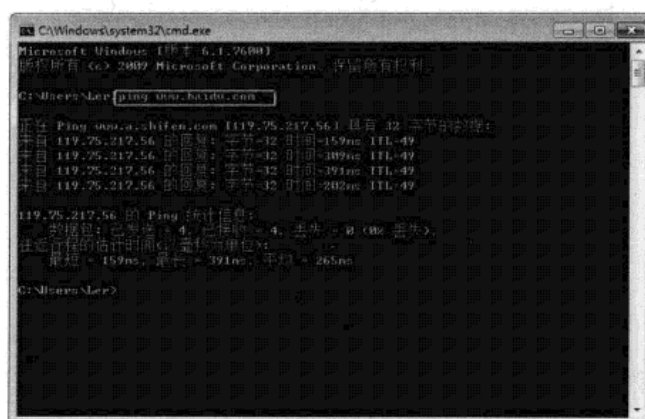 C:\Windows\system32\cmd.exe
Microsoft Windows [版本 6.1.7600]
版权所有 (c) 2009 Microsoft Corporation。保留所有权利。
C:\Users\Ler>ping www.baidu.com
正在 Ping www.a.shifen.com [119.75.217.56] 具有 32 字节的数据:
来自 119.75.217.56 的回复: 字节=32 时间=159ms TTL=49
来自 119.75.217.56 的回复: 字节=32 时间=309ms TTL=49
来自 119.75.217.56 的回复: 字节=32 时间=391ms TTL=49
来自 119.75.217.56 的回复: 字节=32 时间=202ms TTL=49
119.75.217.56 的 Ping 统计信息:
数据包: 已发送 = 4，已接收 = 4，丢失 = 0 (0% 丢失)，
往返行程的估计时间(以毫秒为单位):
最短 = 159ms，最长 = 391ms，平均 = 265ms
C:\Users\Ler>